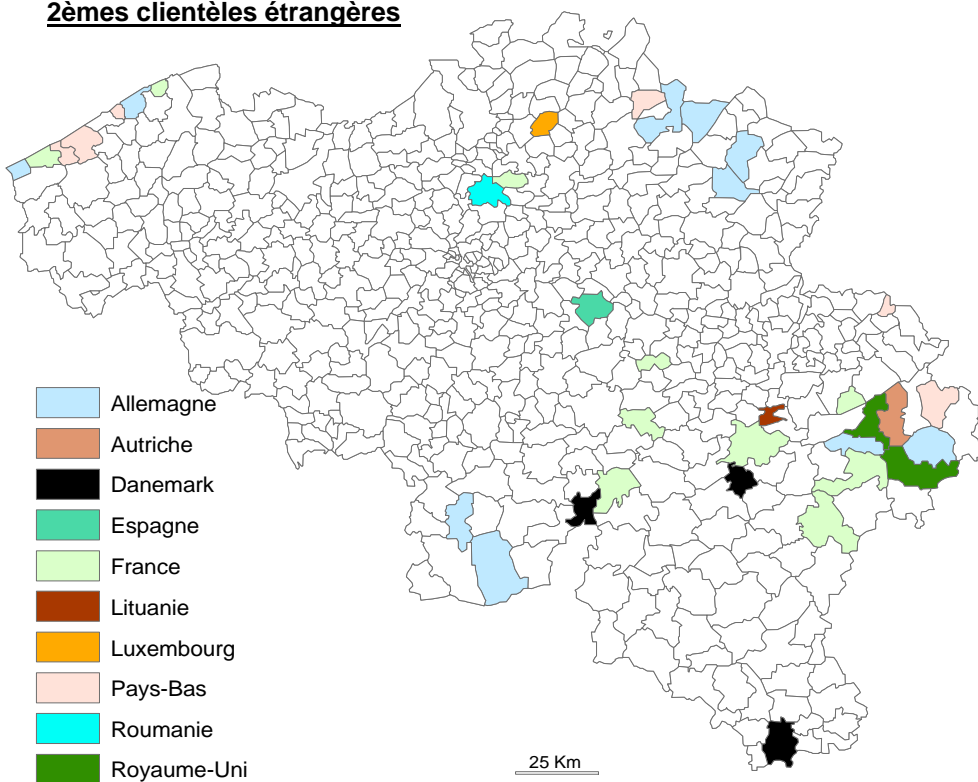 2èmes clientèles étrangères
Allemagne
Autriche
Danemark
Espagne
France
Lituanie
Luxembourg
Pays-Bas
Roumanie
Royaume-Uni
25 Km